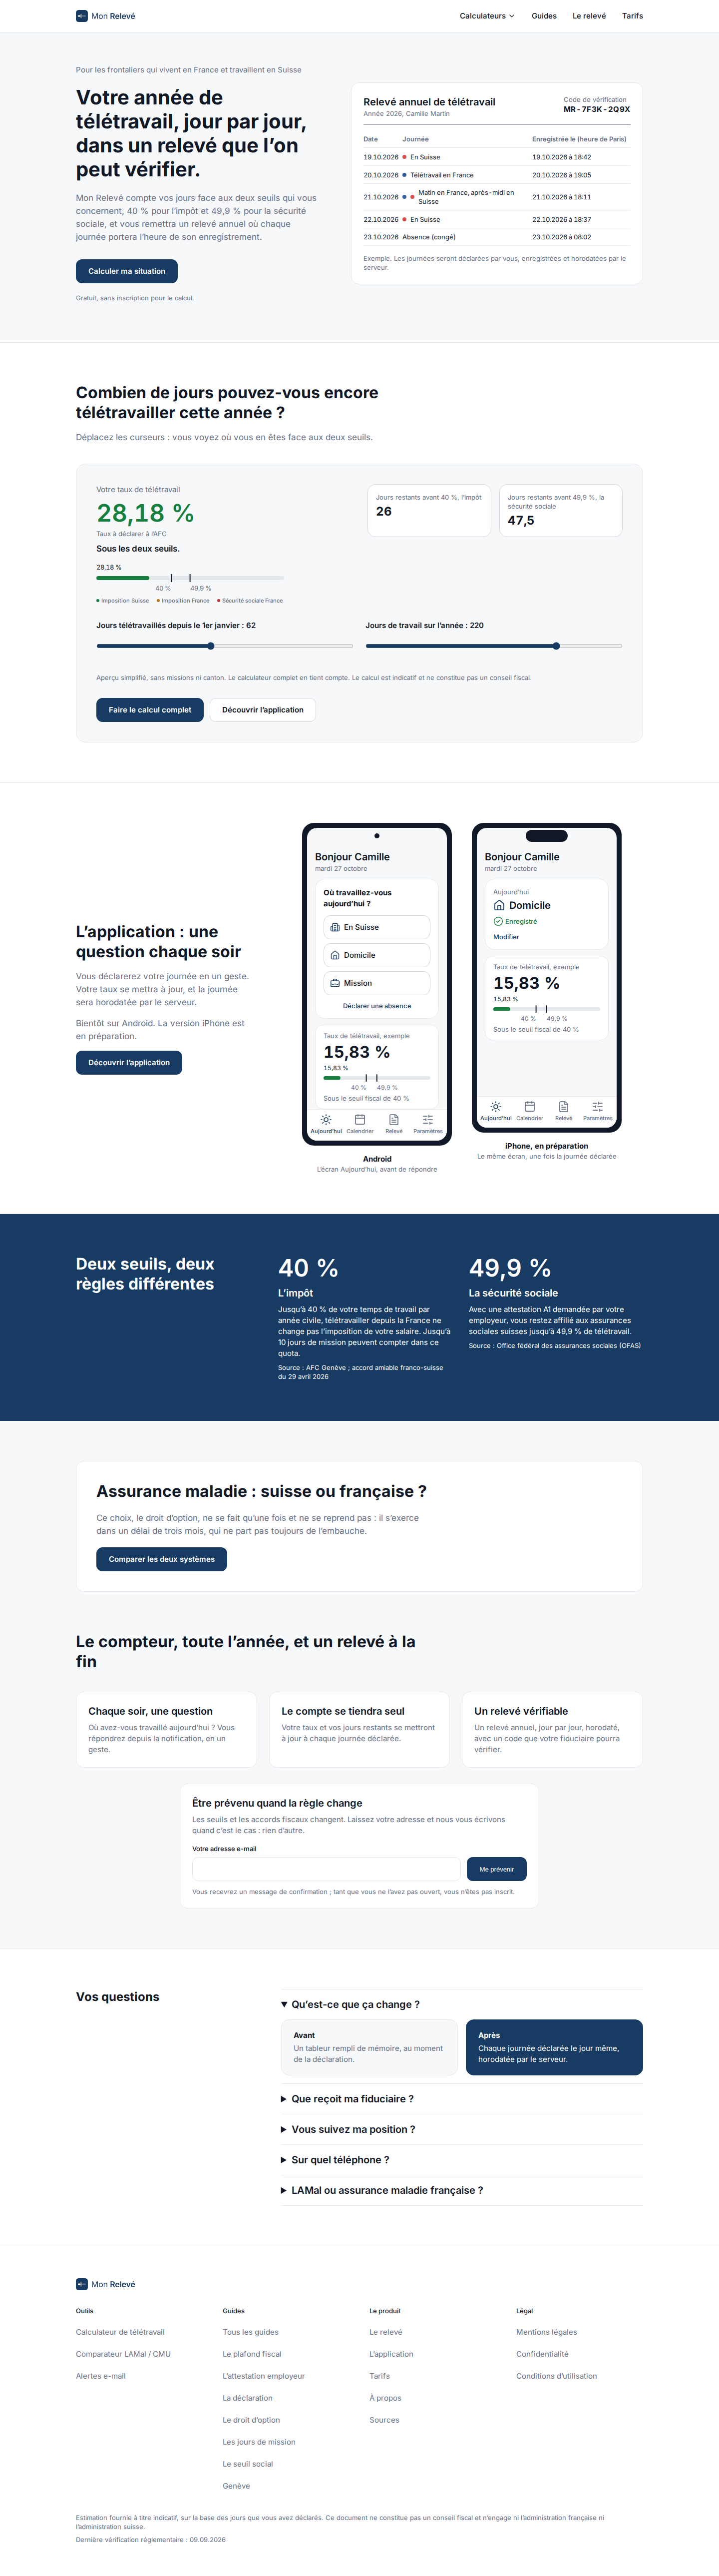 Mon Relevé
Calculateurs
Guides
Le relevé
Tarifs
Pour les frontaliers qui vivent en France et travaillent en Suisse
Votre année de
télétravail, jour par jour,
dans un relevé que l’on
peut vérifier.
Mon Relevé compte vos jours face aux deux seuils qui vous
concernent, 40 % pour l’impôt et 49,9 % pour la sécurité
sociale, et vous remettra un relevé annuel où chaque
journée portera l’heure de son enregistrement.
Calculer ma situation
Gratuit, sans inscription pour le calcul.
Relevé annuel de télétravail
Année 2026, Camille Martin
Code de vérification
MR-7F3K-2Q9X
Date Journée Enregistrée le (heure de Paris)
19.10.2026 En Suisse 19.10.2026 à 18:42
20.10.2026 Télétravail en France 20.10.2026 à 19:05
21.10.2026 Matin en France, après-midi en Suisse 21.10.2026 à 18:11
22.10.2026 En Suisse 22.10.2026 à 18:37
23.10.2026 Absence (congé) 23.10.2026 à 08:02
Exemple. Les journées seront déclarées par vous, enregistrées et horodatées par le
serveur.
Combien de jours pouvez-vous encore
télétravailler cette année ?
Déplacez les curseurs : vous voyez où vous en êtes face aux deux seuils.
Votre taux de télétravail
28,18 %
Taux à déclarer à l’AFC
Sous les deux seuils.
28,18 %
40 % 49,9 %
Imposition Suisse Imposition France Sécurité sociale France
Jours restants avant 40 %, l’impôt
26
Jours restants avant 49,9 %, la
sécurité sociale
47,5
Jours télétravaillés depuis le 1er janvier : 62
Jours de travail sur l’année : 220
Aperçu simplifié, sans missions ni canton. Le calculateur complet en tient compte. Le calcul est indicatif et ne constitue pas un conseil fiscal.
Faire le calcul complet
Découvrir l’application
L’application : une
question chaque soir
Vous déclarerez votre journée en un geste.
Votre taux se mettra à jour, et la journée
sera horodatée par le serveur.
Bientôt sur Android. La version iPhone est
en préparation.
Découvrir l’application
Bonjour Camille
mardi 27 octobre
Où travaillez-vous
aujourd’hui ?
En Suisse
Domicile
Mission
Déclarer une absence
Taux de télétravail, exemple
15,83 %
15,83 %
40 % 49,9 %
Sous le seuil fiscal de 40 %
Aujourd’hui Calendrier Relevé Paramètres
Android
L’écran Aujourd’hui, avant de répondre
Bonjour Camille
mardi 27 octobre
Aujourd’hui
Domicile
Enregistré
Modifier
Taux de télétravail, exemple
15,83 %
15,83 %
40 % 49,9 %
Sous le seuil fiscal de 40 %
Aujourd’hui Calendrier Relevé Paramètres
iPhone, en préparation
Le même écran, une fois la journée déclarée
Deux seuils, deux
règles différentes
40 %
L’impôt
Jusqu’à 40 % de votre temps de travail par
année civile, télétravailler depuis la France ne
change pas l’imposition de votre salaire. Jusqu’à
10 jours de mission peuvent compter dans ce
quota.
Source : AFC Genève ; accord amiable franco-suisse
du 29 avril 2026
49,9 %
La sécurité sociale
Avec une attestation A1 demandée par votre
employeur, vous restez affilié aux assurances
sociales suisses jusqu’à 49,9 % de télétravail.
Source : Office fédéral des assurances sociales (OFAS)
Assurance maladie : suisse ou française ?
Ce choix, le droit d’option, ne se fait qu’une fois et ne se reprend pas : il s’exerce
dans un délai de trois mois, qui ne part pas toujours de l’embauche.
Comparer les deux systèmes
Le compteur, toute l’année, et un relevé à la
fin
Chaque soir, une question
Où avez-vous travaillé aujourd’hui ? Vous
répondrez depuis la notification, en un
geste.
Le compte se tiendra seul
Votre taux et vos jours restants se mettront
à jour à chaque journée déclarée.
Un relevé vérifiable
Un relevé annuel, jour par jour, horodaté,
avec un code que votre fiduciaire pourra
vérifier.
Être prévenu quand la règle change
Les seuils et les accords fiscaux changent. Laissez votre adresse et nous vous écrivons
quand c’est le cas : rien d’autre.
Votre adresse e-mail
Me prévenir
Vous recevrez un message de confirmation ; tant que vous ne l’avez pas ouvert, vous n’êtes pas inscrit.
Vos questions
Qu’est-ce que ça change ?
Avant
Un tableur rempli de mémoire, au moment
de la déclaration.
Après
Chaque journée déclarée le jour même,
horodatée par le serveur.
Que reçoit ma fiduciaire ?
Vous suivez ma position ?
Sur quel téléphone ?
LAMal ou assurance maladie française ?
Mon Relevé
Outils
Calculateur de télétravail
Comparateur LAMal / CMU
Alertes e-mail
Guides
Tous les guides
Le plafond fiscal
L’attestation employeur
La déclaration
Le droit d’option
Les jours de mission
Le seuil social
Genève
Le produit
Le relevé
L’application
Tarifs
À propos
Sources
Légal
Mentions légales
Confidentialité
Conditions d’utilisation
Estimation fournie à titre indicatif, sur la base des jours que vous avez déclarés. Ce document ne constitue pas un conseil fiscal et n’engage ni l’administration française ni
l’administration suisse.
Dernière vérification réglementaire : 09.09.2026